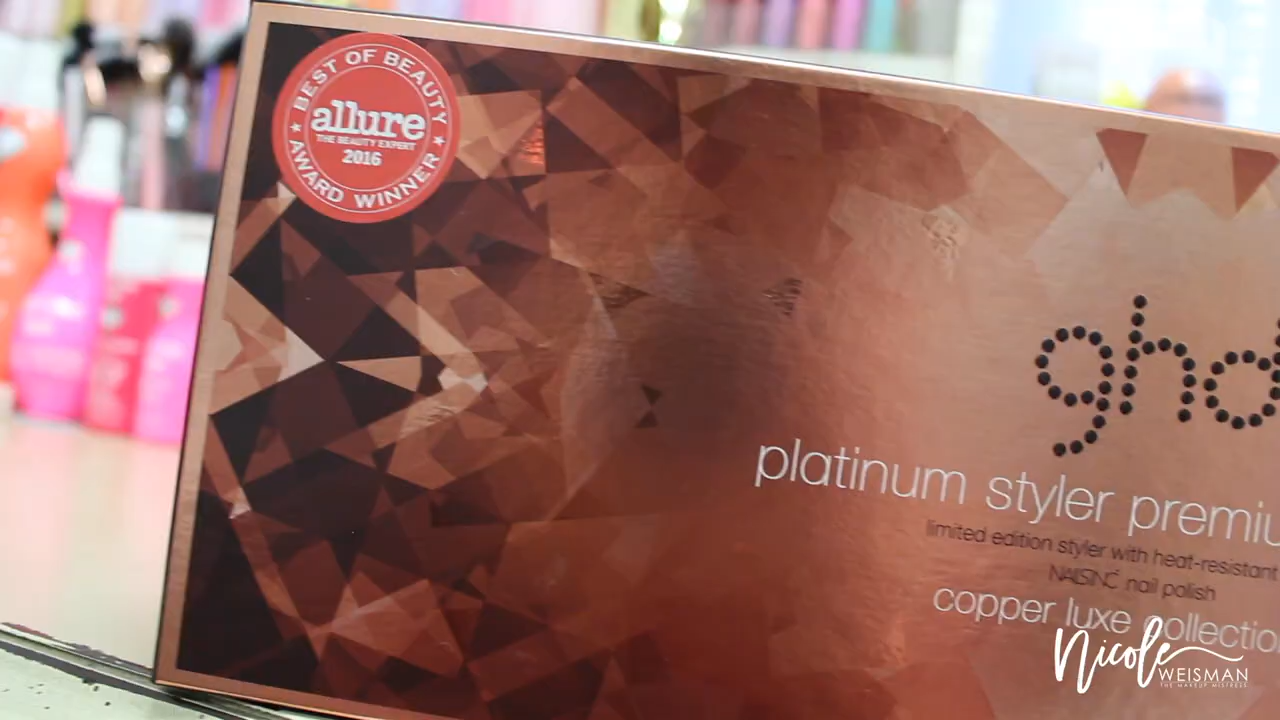 BEST OF BEAUTY
allure
THE BEAUTY EXPERT
2016
AWARD WINNER
ghd
platinum styler premiu
limited edition styler with heat-resistant
NAILSINC nail polish
copper luxe collection
Nicole
WEISMAN
THE MAKEUP MISTRESS